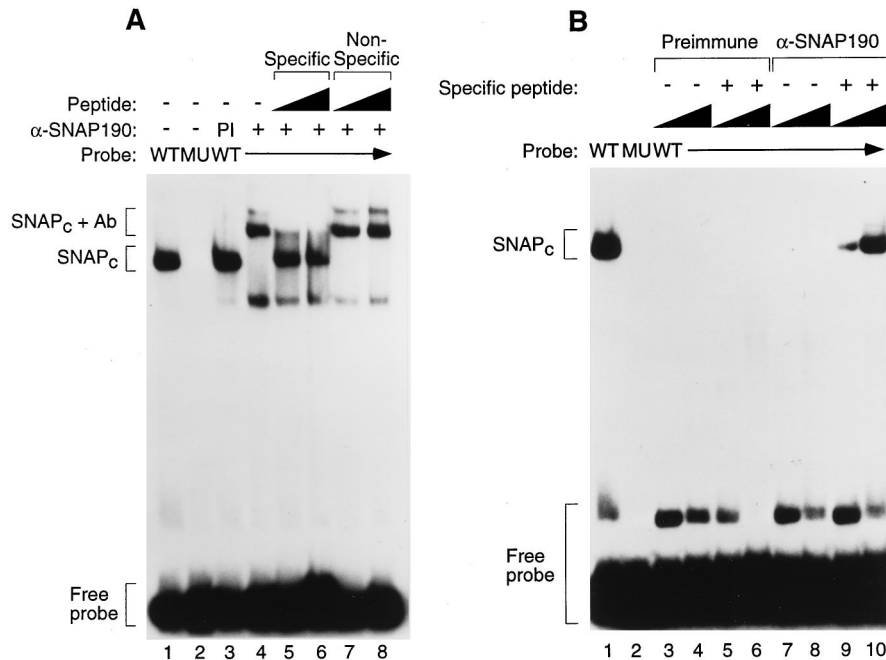 A
Specific
Non-
Specific
Peptide: - - - -
α-SNAP190: - - PI + + + + +
Probe: WT MU WT
SNAPC + Ab
SNAPC
Free
probe
1 2 3 4 5 6 7 8
B
Preimmune α-SNAP190
Specific peptide: - - + + - - + +
Probe: WT MU WT
SNAPC
Free
probe
1 2 3 4 5 6 7 8 9 10